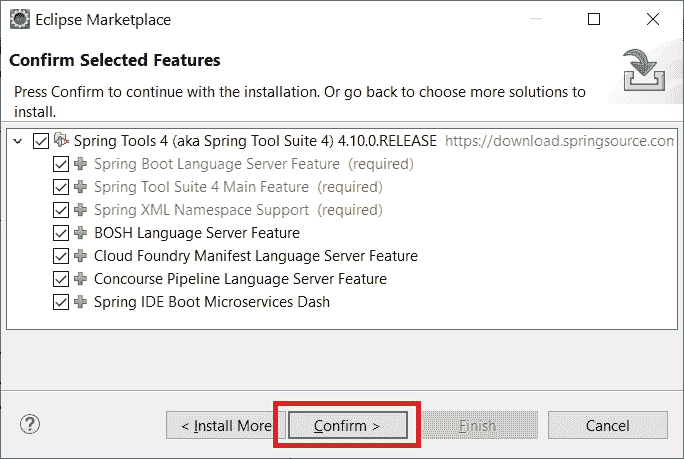 Eclipse Marketplace
Confirm Selected Features
Press Confirm to continue with the installation. Or go back to choose more solutions to
install.
Spring Tools 4 (aka Spring Tool Suite 4) 4.10.0.RELEASE https://download.springsource.com
Spring Boot Language Server Feature (required)
Spring Tool Suite 4 Main Feature (required)
Spring XML Namespace Support (required)
BOSH Language Server Feature
Cloud Foundry Manifest Language Server Feature
Concourse Pipeline Language Server Feature
Spring IDE Boot Microservices Dash
? < Install More Confirm > Finish Cancel